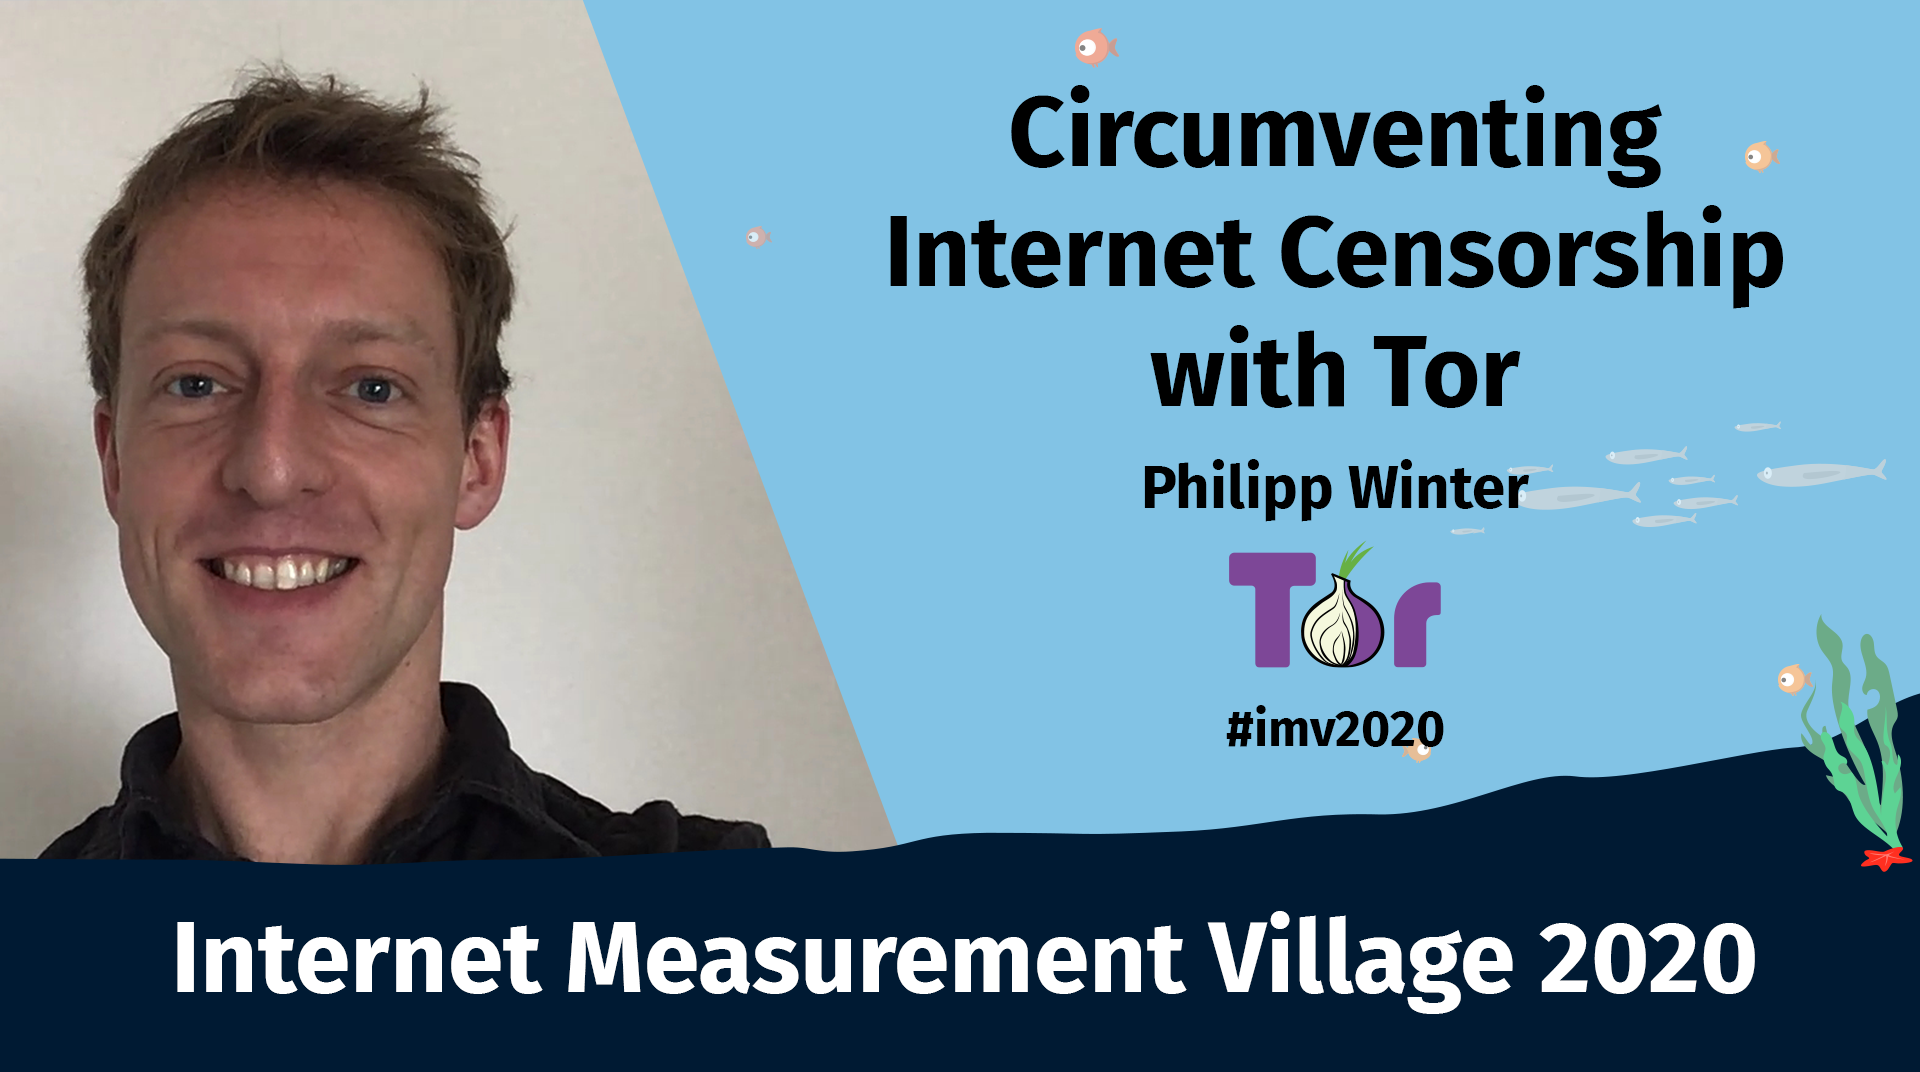 Circumventing
Internet Censorship
with Tor
Philipp Winter
Tor
#imv2020
Internet Measurement Village 2020